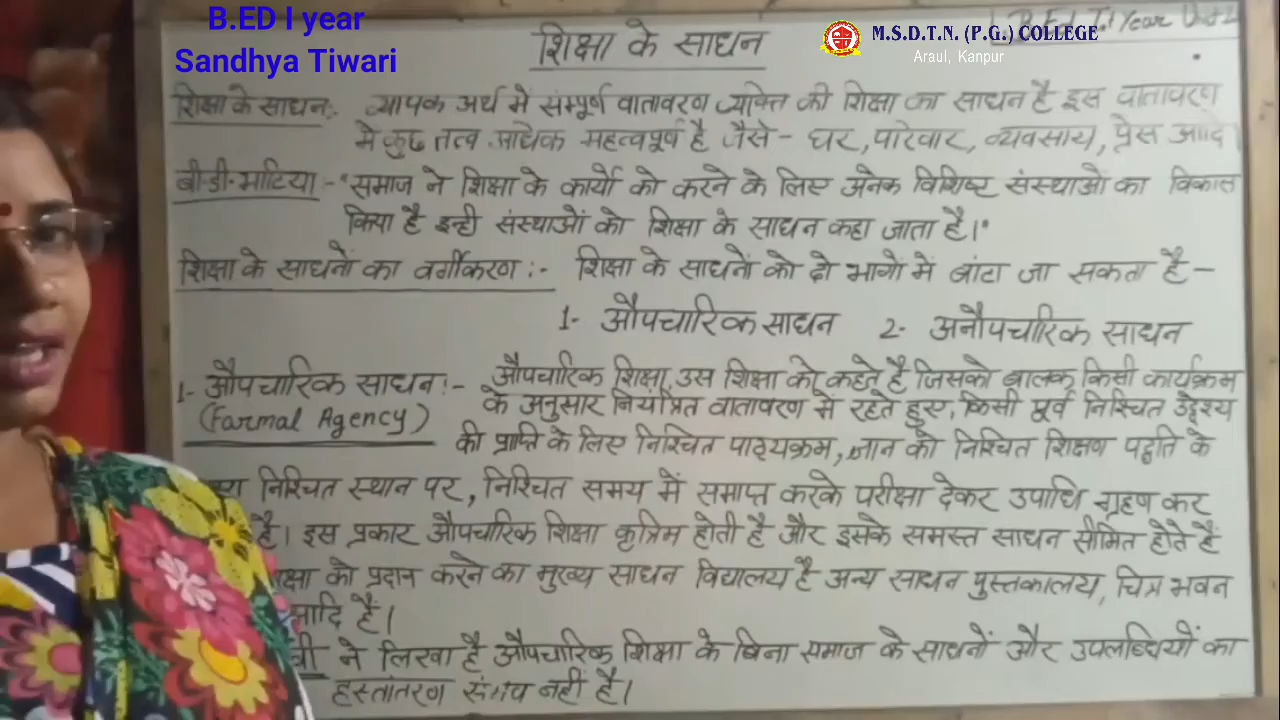 B.ED I year
Sandhya Tiwari
M.S.D.T.N. (P.G.) COLLEGE
Araul, Kanpur
B.Ed I Year
शिक्षा के साधन
शिक्षा के साधन:- व्यापक अर्थ में सम्पूर्ण वातावरण व्यक्ति की शिक्षा का साधन है इस वातावरण
मे कुछ तत्व अधिक महत्वपूर्ण है जैसे - घर, परिवार, व्यवसाय, प्रेस आदि।
बी.डी. भाटिया :- "समाज ने शिक्षा के कार्यो को करने के लिए अनेक विशिष्ट संस्थाओं का विकास
किया है इन्ही संस्थाओं को शिक्षा के साधन कहा जाता है।"
शिक्षा के साधनों का वर्गीकरण :- शिक्षा के साधनों को दो भागों में बांटा जा सकता है -
1- औपचारिक साधन 2- अनौपचारिक साधन
1- औपचारिक साधन :- औपचारिक शिक्षा, उस शिक्षा को कहते है जिसको बालक किसी कार्यक्रम
(Farmal Agency) के अनुसार नियंत्रित वातावरण में रहते हुए, किसी पूर्व निश्चित उद्देश्य
की प्राप्ति के लिए निश्चित पाठ्यक्रम, ज्ञान को निश्चित शिक्षण पद्धति के
निश्चित स्थान पर, निश्चित समय में समाप्त करके परीक्षा देकर उपाधि ग्रहण कर
है। इस प्रकार औपचारिक शिक्षा कृत्रिम होती है और इसके समस्त साधन सीमित होते हैं
को प्रदान करने का मुख्य साधन विद्यालय है अन्य साधन पुस्तकालय, चित्र भवन
आदि हैं।
ने लिखा है औपचारिक शिक्षा के बिना समाज के साधनों और उपलब्धियों का
हस्तांतरण संभव नहीं है।